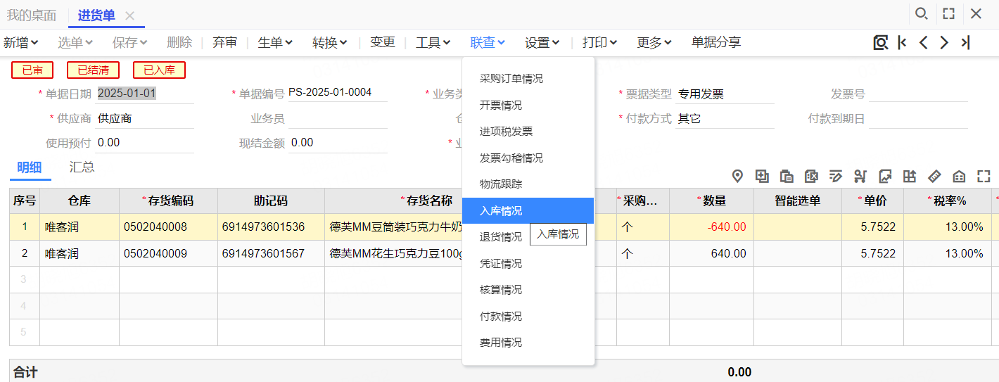 我的桌面 进货单
新增 选单 保存 删除 弃审 生单 转换 变更 工具 联查 设置 打印 更多 单据分享
已审 已结清 已入库
* 单据日期 2025-01-01 * 单据编号 PS-2025-01-0004 * 业务类 * 票据类型 专用发票 发票号
* 供应商 供应商 业务员 * 付款方式 其它 付款到期日
使用预付 0.00 现结金额 0.00 * 业
采购订单情况
开票情况
进项税发票
发票勾稽情况
物流跟踪
入库情况
退货情况 入库情况
凭证情况
核算情况
付款情况
费用情况
明细 汇总
序号 仓库 * 存货编码 助记码 * 存货名称 * 采购... * 数量 智能选单 * 单价 * 税率% *
1 唯客润 0502040008 6914973601536 德芙MM豆筒装巧克力牛奶 个 -640.00 5.7522 13.00%
2 唯客润 0502040009 6914973601567 德芙MM花生巧克力豆100g 个 640.00 5.7522 13.00%
3
4
5
合计 0.00